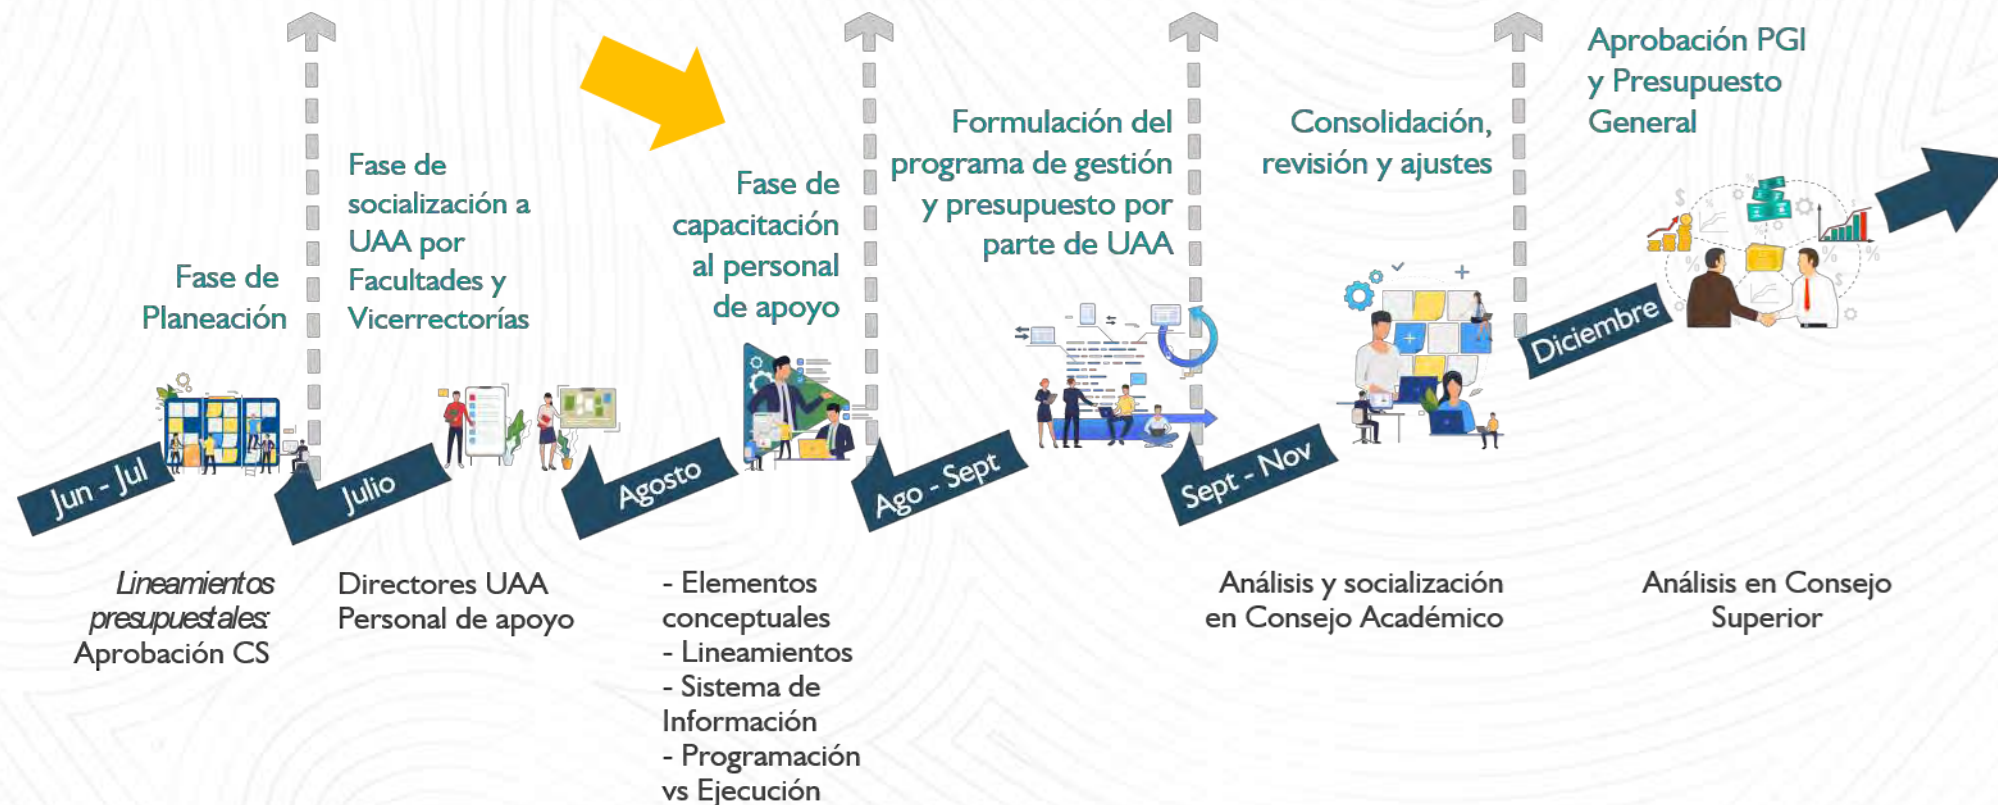 Fase de
Planeación
Jun - Jul
Lineamientos
presupuestales:
Aprobación CS
Fase de
socialización a
UAA por
Facultades y
Vicerrectorías
Julio
Directores UAA
Personal de apoyo
Fase de
capacitación
al personal
de apoyo
Agosto
- Elementos
conceptuales
- Lineamientos
- Sistema de
Información
- Programación
vs Ejecución
Formulación del
programa de gestión
y presupuesto por
parte de UAA
Ago - Sept
Consolidación,
revisión y ajustes
Sept - Nov
Análisis y socialización
en Consejo Académico
Aprobación PGI
y Presupuesto
General
Diciembre
Análisis en Consejo
Superior